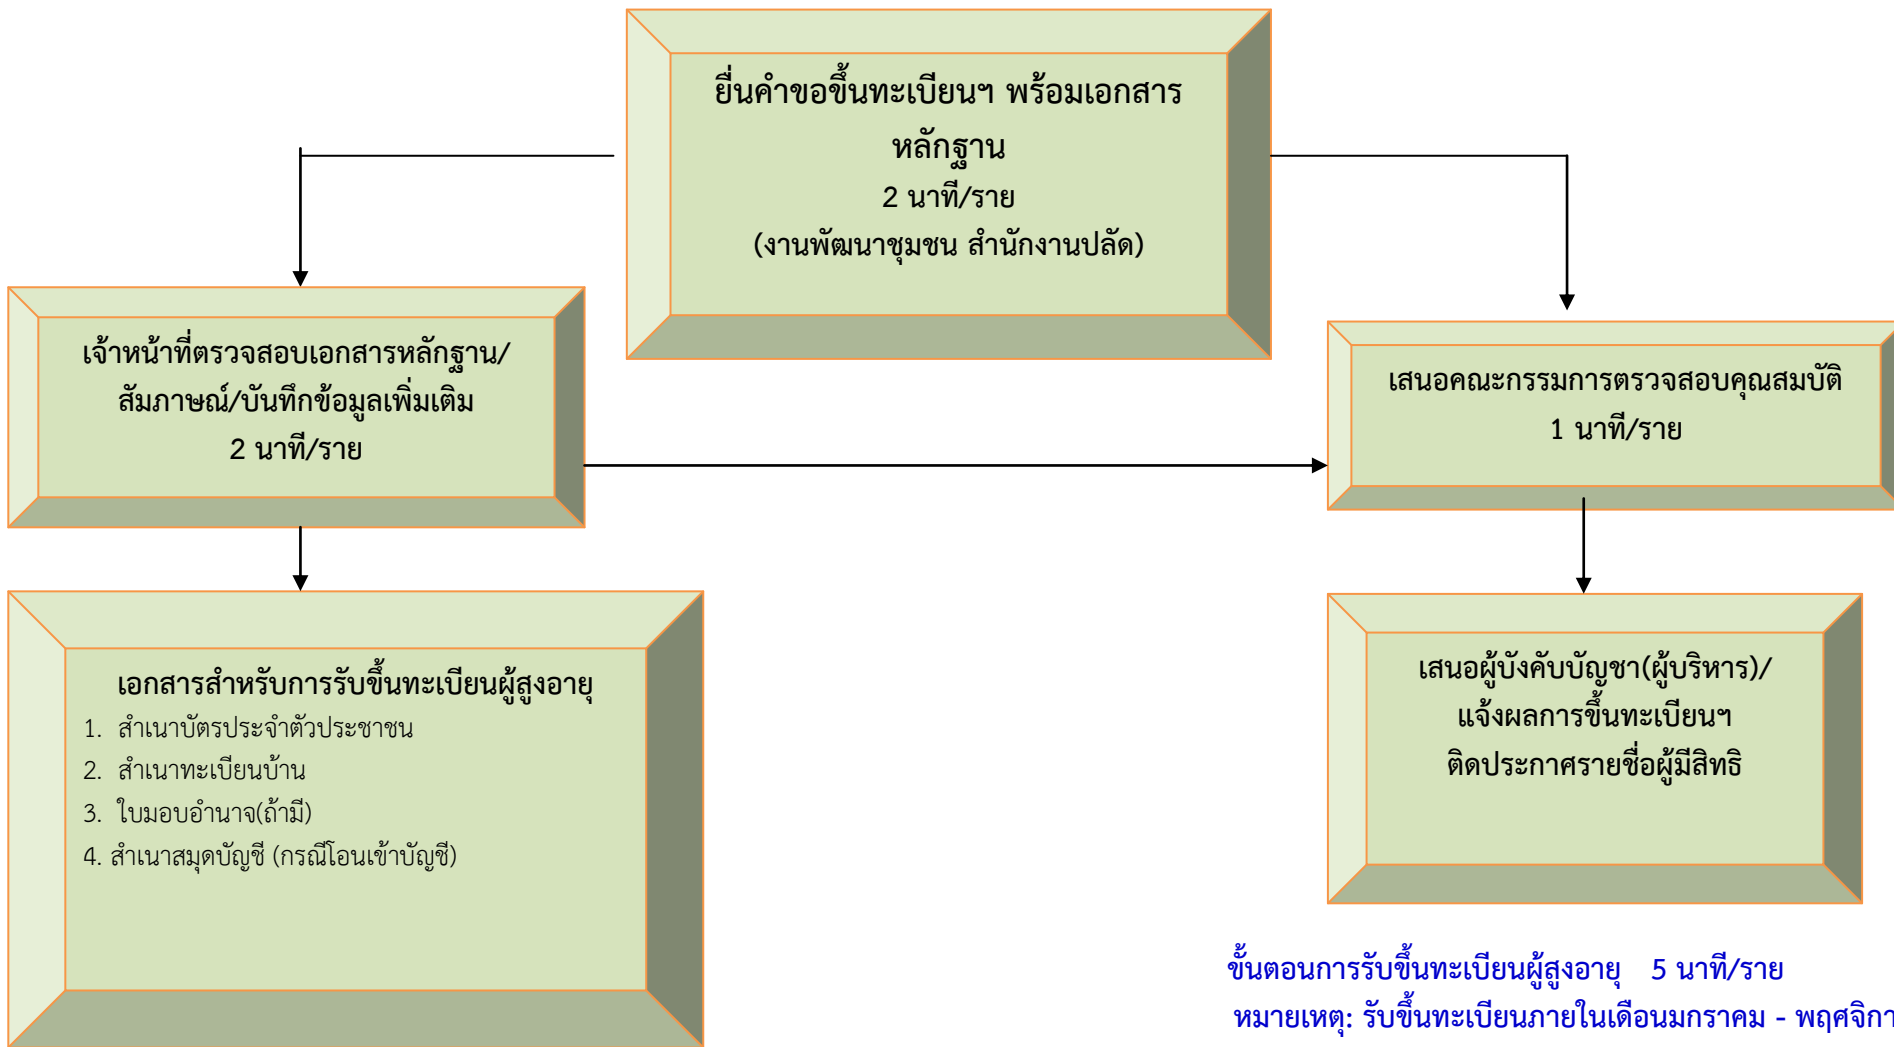 ยื่นคำขอขึ้นทะเบียนฯ พร้อมเอกสาร
หลักฐาน
2 นาที/ราย
(งานพัฒนาชุมชน สำนักงานปลัด)
เจ้าหน้าที่ตรวจสอบเอกสารหลักฐาน/
สัมภาษณ์/บันทึกข้อมูลเพิ่มเติม
2 นาที/ราย
เสนอคณะกรรมการตรวจสอบคุณสมบัติ
1 นาที/ราย
เอกสารสำหรับการรับขึ้นทะเบียนผู้สูงอายุ
1. สำเนาบัตรประจำตัวประชาชน
2. สำเนาทะเบียนบ้าน
3. ใบมอบอำนาจ(ถ้ามี)
4. สำเนาสมุดบัญชี (กรณีโอนเข้าบัญชี)
เสนอผู้บังคับบัญชา(ผู้บริหาร)/
แจ้งผลการขึ้นทะเบียนฯ
ติดประกาศรายชื่อผู้มีสิทธิ
ขั้นตอนการรับขึ้นทะเบียนผู้สูงอายุ 5 นาที/ราย
หมายเหตุ: รับขึ้นทะเบียนภายในเดือนมกราคม - พฤศจิกา